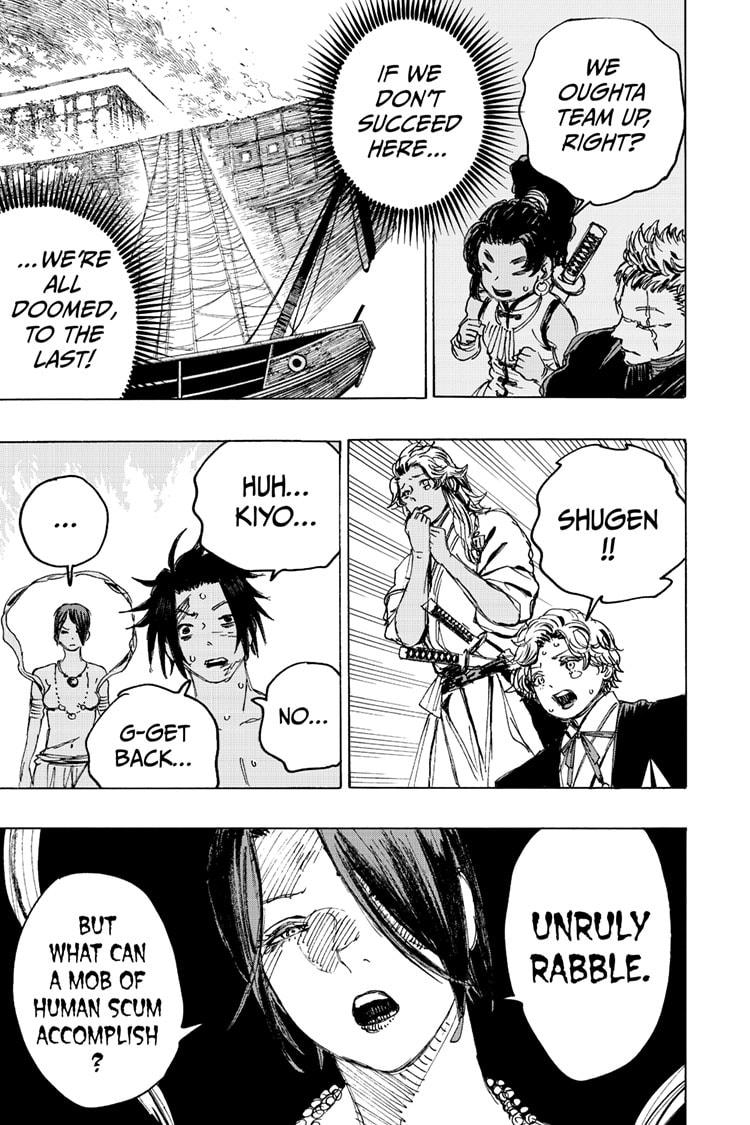 WE
OUGHTA
TEAM UP,
RIGHT?
IF WE
DON'T
SUCCEED
HERE...
...WE'RE
ALL
DOOMED,
TO THE
LAST!
SHUGEN
!!
HUH...
KIYO...
NO...
G-GET
BACK...
...
UNRULY
RABBLE.
BUT
WHAT CAN
A MOB OF
HUMAN SCUM
ACCOMPLISH
?